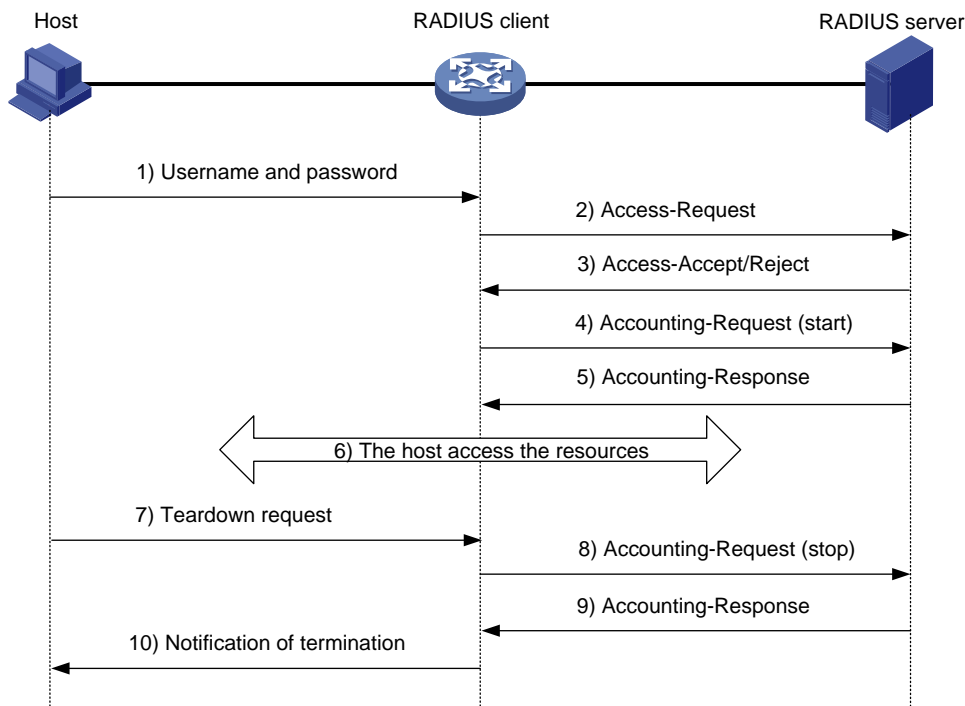 Host
RADIUS client
RADIUS server
1) Username and password
2) Access-Request
3) Access-Accept/Reject
4) Accounting-Request (start)
5) Accounting-Response
6) The host access the resources
7) Teardown request
8) Accounting-Request (stop)
9) Accounting-Response
10) Notification of termination